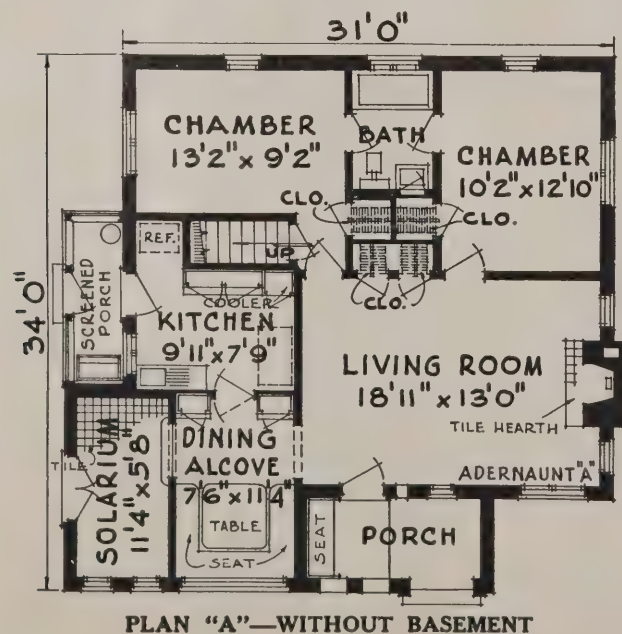 31'0"
34'0"
CHAMBER
13'2" x 9'2"
BATH
CHAMBER
10'2" x 12'10"
CLO.
CLO.
CLO.
UP
REF.
SCREENED
PORCH
COOLER
KITCHEN
9'11" x 7'9"
LIVING ROOM
18'11" x 13'0"
TILE HEARTH
ADERNAUNT "A"
TILE
SOLARIUM
11'4" x 5'8"
DINING
ALCOVE
7'6" x 11'4"
TABLE
SEAT
SEAT
PORCH
PLAN "A"—WITHOUT BASEMENT